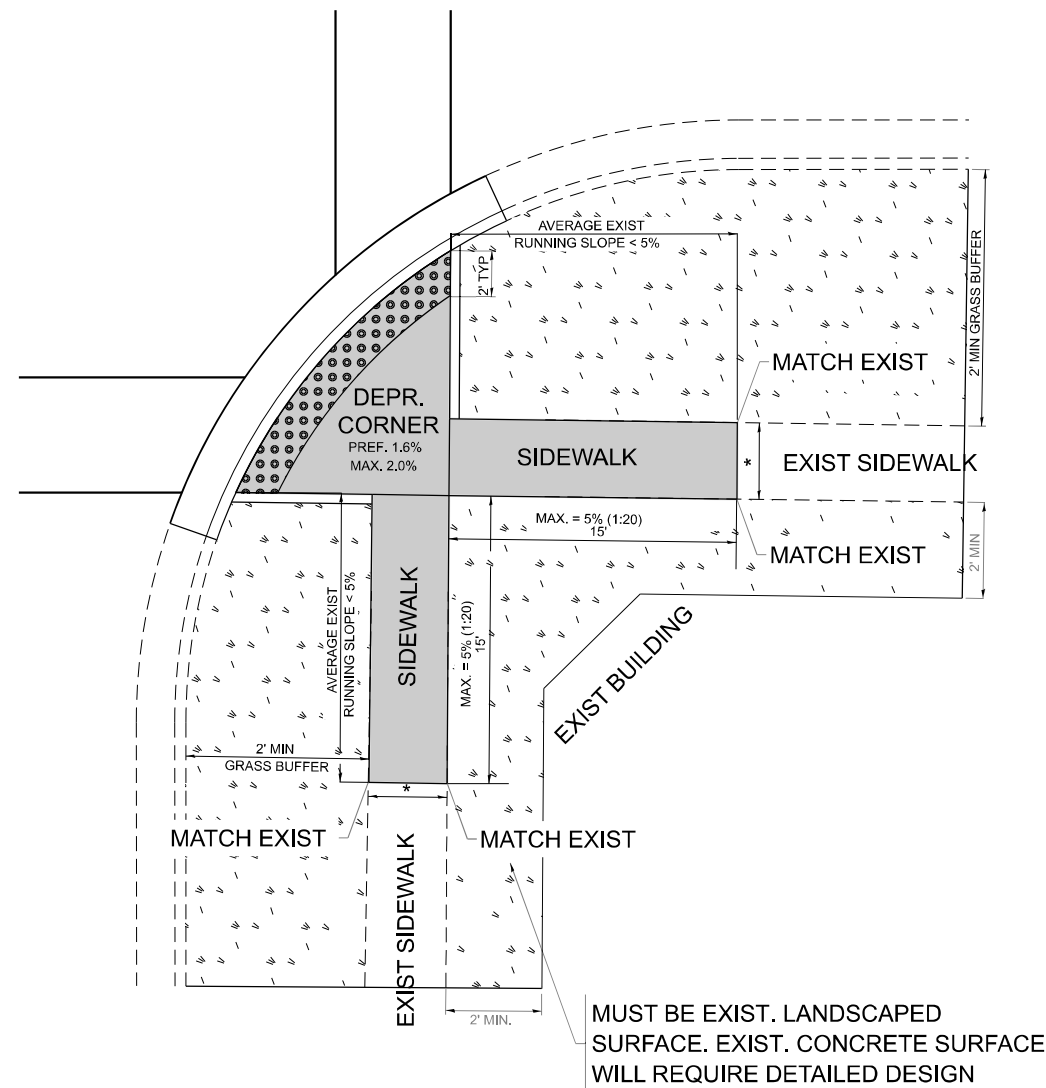 AVERAGE EXIST
RUNNING SLOPE < 5%
2' TYP
2' MIN GRASS BUFFER
MATCH EXIST
DEPR.
CORNER
PREF. 1.6%
MAX. 2.0%
SIDEWALK
*
EXIST SIDEWALK
MAX. = 5% (1:20)
15'
MATCH EXIST
2' MIN
AVERAGE EXIST
RUNNING SLOPE < 5%
SIDEWALK
MAX. = 5% (1:20)
15'
EXIST BUILDING
2' MIN
GRASS BUFFER
*
MATCH EXIST
MATCH EXIST
EXIST SIDEWALK
2' MIN.
MUST BE EXIST. LANDSCAPED
SURFACE. EXIST. CONCRETE SURFACE
WILL REQUIRE DETAILED DESIGN